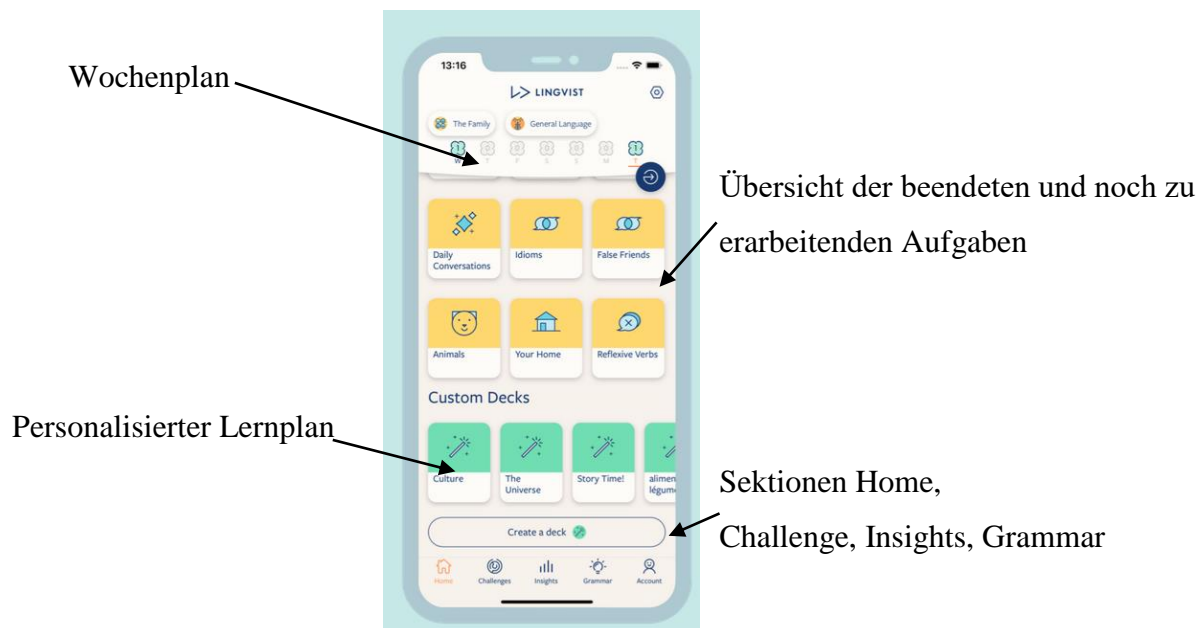 Wochenplan
13:16
LINGVIST
The Family
General Language
W T F S S M T
Übersicht der beendeten und noch zu
erarbeitenden Aufgaben
Daily
Conversations
Idioms
False Friends
Animals
Your Home
Reflexive Verbs
Custom Decks
Personalisierter Lernplan
Culture
The
Universe
Story Time!
alimen
légum
Sektionen Home,
Challenge, Insights, Grammar
Create a deck
Home
Challenges
Insights
Grammar
Account